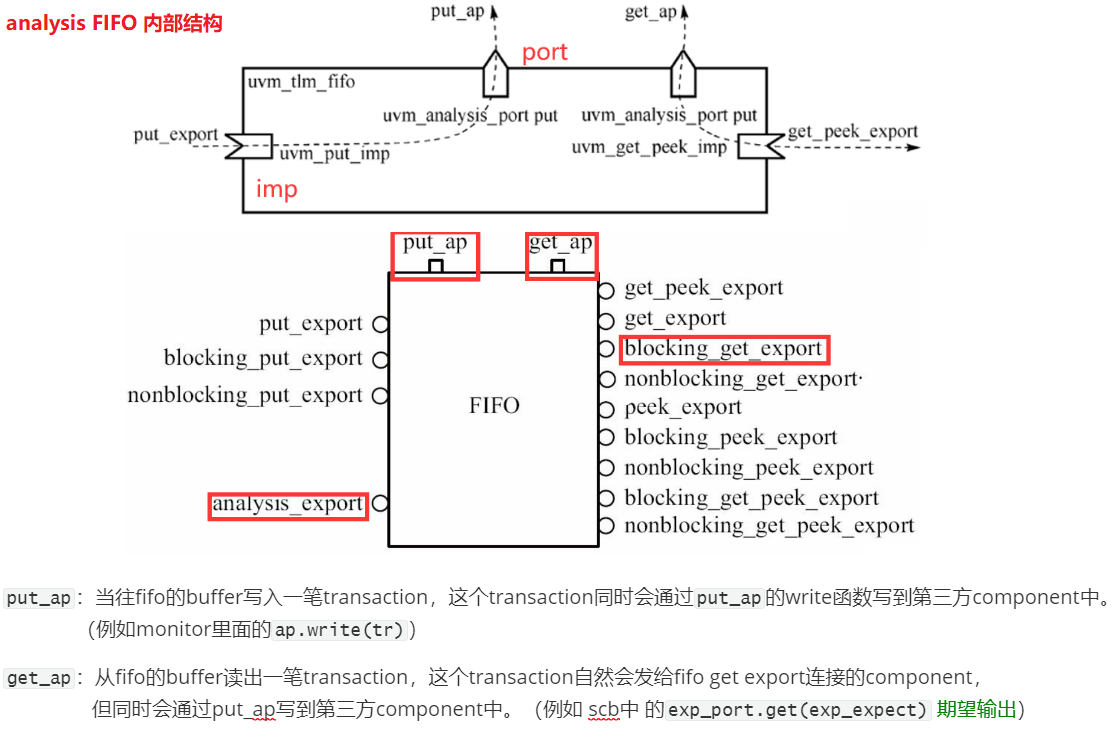 analysis FIFO 内部结构
put_ap
get_ap
port
uvm_tlm_fifo
uvm_analysis_port put
uvm_analysis_port put
put_export
get_peek_export
uvm_put_imp
uvm_get_peek_imp
imp
put_ap
get_ap
get_peek_export
put_export
get_export
blocking_put_export
blocking_get_export
nonblocking_put_export
nonblocking_get_export·
FIFO
peek_export
blocking_peek_export
nonblocking_peek_export
analysis_export
blocking_get_peek_export
nonblocking_get_peek_export
put_ap：当往fifo的buffer写入一笔transaction，这个transaction同时会通过put_ap的write函数写到第三方component中。
（例如monitor里面的ap.write(tr)）
get_ap：从fifo的buffer读出一笔transaction，这个transaction自然会发给fifo get export连接的component，
但同时会通过put_ap写到第三方component中。（例如 scb中 的exp_port.get(exp_expect) 期望输出）